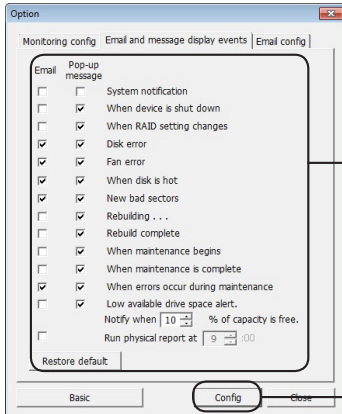 Option
Monitoring config Email and message display events Email config
Email Pop-up message
System notification
When device is shut down
When RAID setting changes
Disk error
Fan error
When disk is hot
New bad sectors
Rebuilding . . .
Rebuild complete
When maintenance begins
When maintenance is complete
When errors occur during maintenance
Low available drive space alert.
Notify when 10 % of capacity is free.
Run physical report at 9 :00
Restore default
Basic Config Close